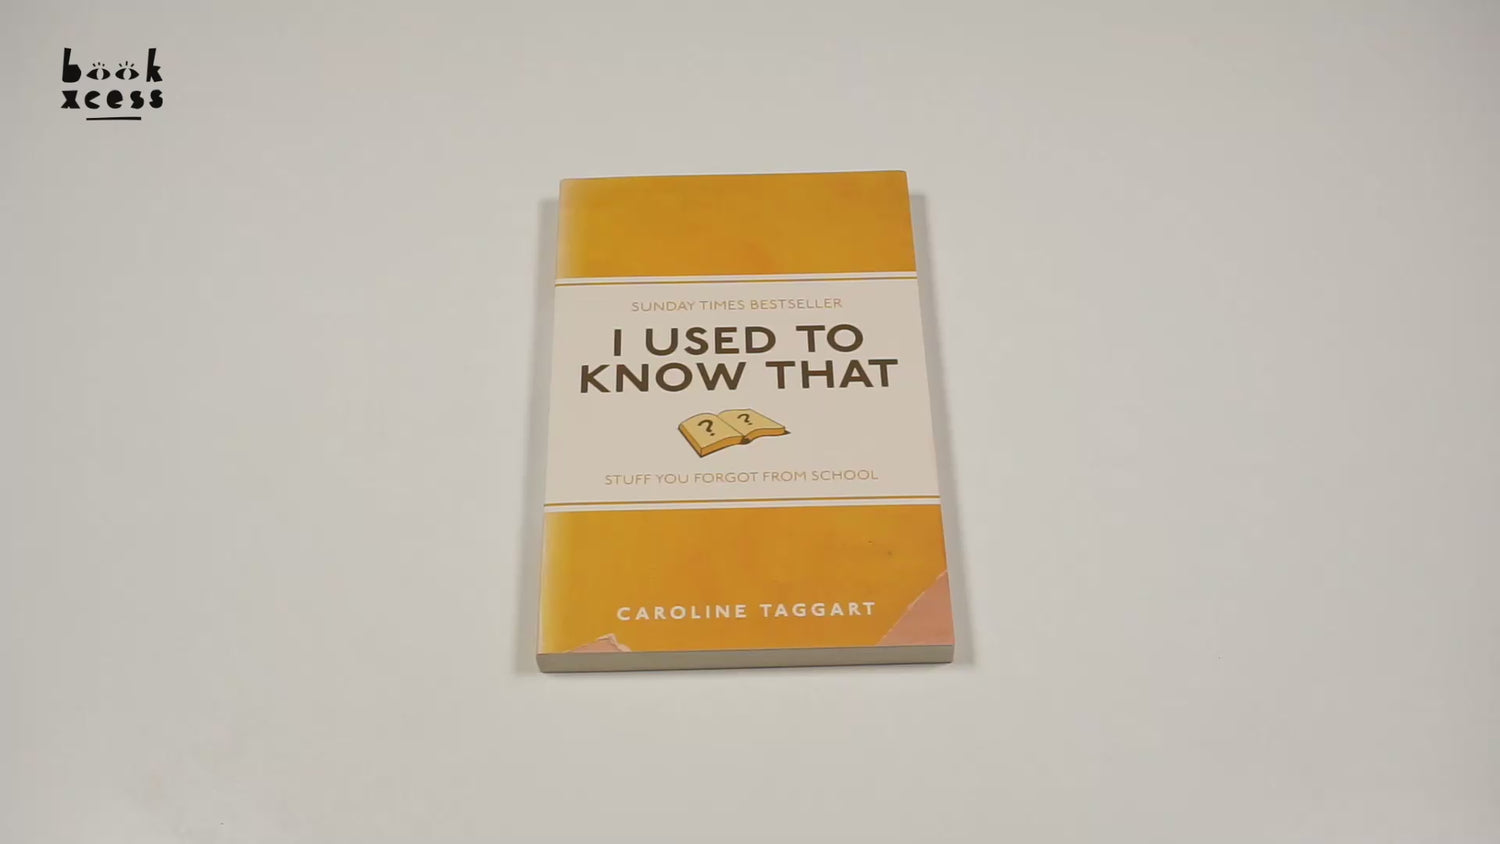 book
xcess
SUNDAY TIMES BESTSELLER
I USED TO
KNOW THAT
? ?
STUFF YOU FORGOT FROM SCHOOL
CAROLINE TAGGART